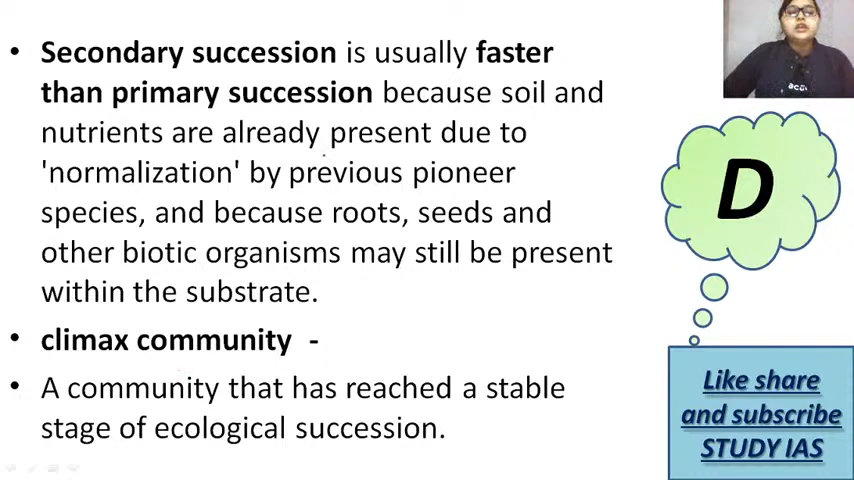 • Secondary succession is usually faster
than primary succession because soil and
nutrients are already present due to
'normalization' by previous pioneer
species, and because roots, seeds and
other biotic organisms may still be present
within the substrate.
• climax community -
• A community that has reached a stable
stage of ecological succession.
D
Like share
and subscribe
STUDY IAS